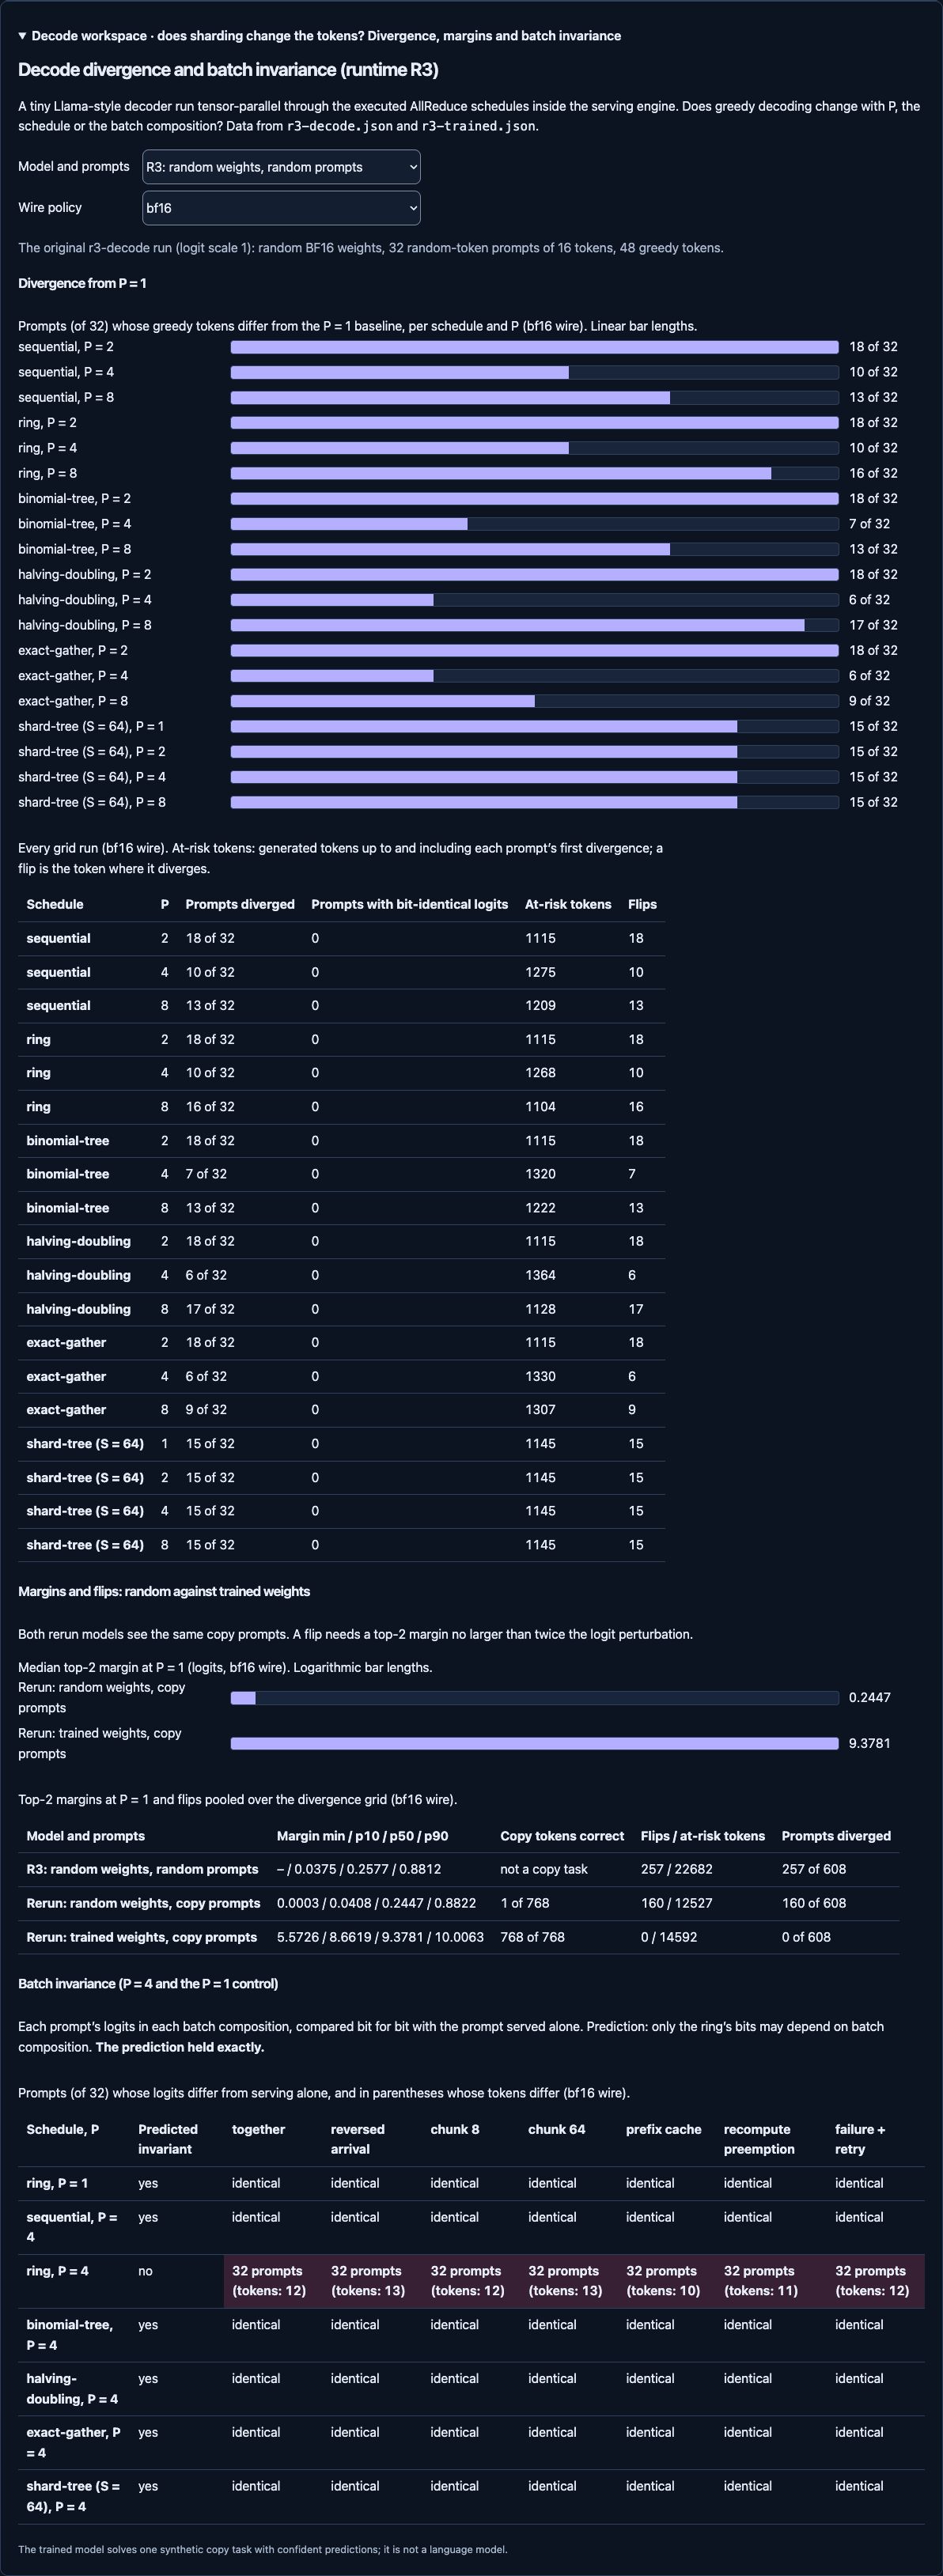 ▼ Decode workspace · does sharding change the tokens? Divergence, margins and batch invariance
Decode divergence and batch invariance (runtime R3)
A tiny Llama-style decoder run tensor-parallel through the executed AllReduce schedules inside the serving engine. Does greedy decoding change with P, the
schedule or the batch composition? Data from r3-decode.json and r3-trained.json.
Model and prompts R3: random weights, random prompts
Wire policy bf16
The original r3-decode run (logit scale 1): random BF16 weights, 32 random-token prompts of 16 tokens, 48 greedy tokens.
Divergence from P = 1
Prompts (of 32) whose greedy tokens differ from the P = 1 baseline, per schedule and P (bf16 wire). Linear bar lengths.
sequential, P = 2 18 of 32
sequential, P = 4 10 of 32
sequential, P = 8 13 of 32
ring, P = 2 18 of 32
ring, P = 4 10 of 32
ring, P = 8 16 of 32
binomial-tree, P = 2 18 of 32
binomial-tree, P = 4 7 of 32
binomial-tree, P = 8 13 of 32
halving-doubling, P = 2 18 of 32
halving-doubling, P = 4 6 of 32
halving-doubling, P = 8 17 of 32
exact-gather, P = 2 18 of 32
exact-gather, P = 4 6 of 32
exact-gather, P = 8 9 of 32
shard-tree (S = 64), P = 1 15 of 32
shard-tree (S = 64), P = 2 15 of 32
shard-tree (S = 64), P = 4 15 of 32
shard-tree (S = 64), P = 8 15 of 32
Every grid run (bf16 wire). At-risk tokens: generated tokens up to and including each prompt’s first divergence; a
flip is the token where it diverges.
Schedule P Prompts diverged Prompts with bit-identical logits At-risk tokens Flips
sequential 2 18 of 32 0 1115 18
sequential 4 10 of 32 0 1275 10
sequential 8 13 of 32 0 1209 13
ring 2 18 of 32 0 1115 18
ring 4 10 of 32 0 1268 10
ring 8 16 of 32 0 1104 16
binomial-tree 2 18 of 32 0 1115 18
binomial-tree 4 7 of 32 0 1320 7
binomial-tree 8 13 of 32 0 1222 13
halving-doubling 2 18 of 32 0 1115 18
halving-doubling 4 6 of 32 0 1364 6
halving-doubling 8 17 of 32 0 1128 17
exact-gather 2 18 of 32 0 1115 18
exact-gather 4 6 of 32 0 1330 6
exact-gather 8 9 of 32 0 1307 9
shard-tree (S = 64) 1 15 of 32 0 1145 15
shard-tree (S = 64) 2 15 of 32 0 1145 15
shard-tree (S = 64) 4 15 of 32 0 1145 15
shard-tree (S = 64) 8 15 of 32 0 1145 15
Margins and flips: random against trained weights
Both rerun models see the same copy prompts. A flip needs a top-2 margin no larger than twice the logit perturbation.
Median top-2 margin at P = 1 (logits, bf16 wire). Logarithmic bar lengths.
Rerun: random weights, copy
prompts 0.2447
Rerun: trained weights, copy
prompts 9.3781
Top-2 margins at P = 1 and flips pooled over the divergence grid (bf16 wire).
Model and prompts Margin min / p10 / p50 / p90 Copy tokens correct Flips / at-risk tokens Prompts diverged
R3: random weights, random prompts – / 0.0375 / 0.2577 / 0.8812 not a copy task 257 / 22682 257 of 608
Rerun: random weights, copy prompts 0.0003 / 0.0408 / 0.2447 / 0.8822 1 of 768 160 / 12527 160 of 608
Rerun: trained weights, copy prompts 5.5726 / 8.6619 / 9.3781 / 10.0063 768 of 768 0 / 14592 0 of 608
Batch invariance (P = 4 and the P = 1 control)
Each prompt’s logits in each batch composition, compared bit for bit with the prompt served alone. Prediction: only the ring’s bits may depend on batch
composition. The prediction held exactly.
Prompts (of 32) whose logits differ from serving alone, and in parentheses whose tokens differ (bf16 wire).
Schedule, P Predicted together reversed chunk 8 chunk 64 prefix cache recompute failure +
invariant arrival preemption retry
ring, P = 1 yes identical identical identical identical identical identical identical
sequential, P = yes identical identical identical identical identical identical identical
4
ring, P = 4 no 32 prompts 32 prompts 32 prompts 32 prompts 32 prompts 32 prompts 32 prompts
(tokens: 12) (tokens: 13) (tokens: 12) (tokens: 13) (tokens: 10) (tokens: 11) (tokens: 12)
binomial-tree, yes identical identical identical identical identical identical identical
P = 4
halving- yes identical identical identical identical identical identical identical
doubling, P = 4
exact-gather, P yes identical identical identical identical identical identical identical
= 4
shard-tree (S = yes identical identical identical identical identical identical identical
64), P = 4
The trained model solves one synthetic copy task with confident predictions; it is not a language model.